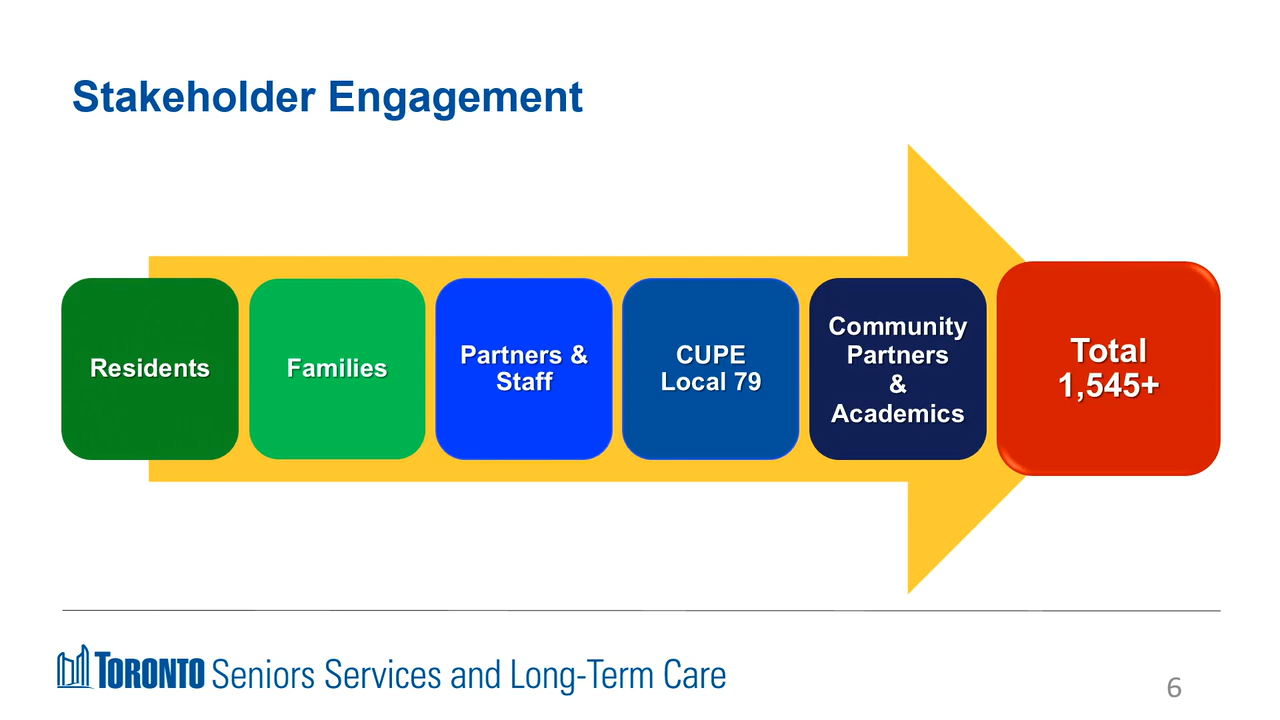 Stakeholder Engagement
Residents
Families
Partners &
Staff
CUPE
Local 79
Community
Partners
&
Academics
Total
1,545+
TORONTO Seniors Services and Long-Term Care
6